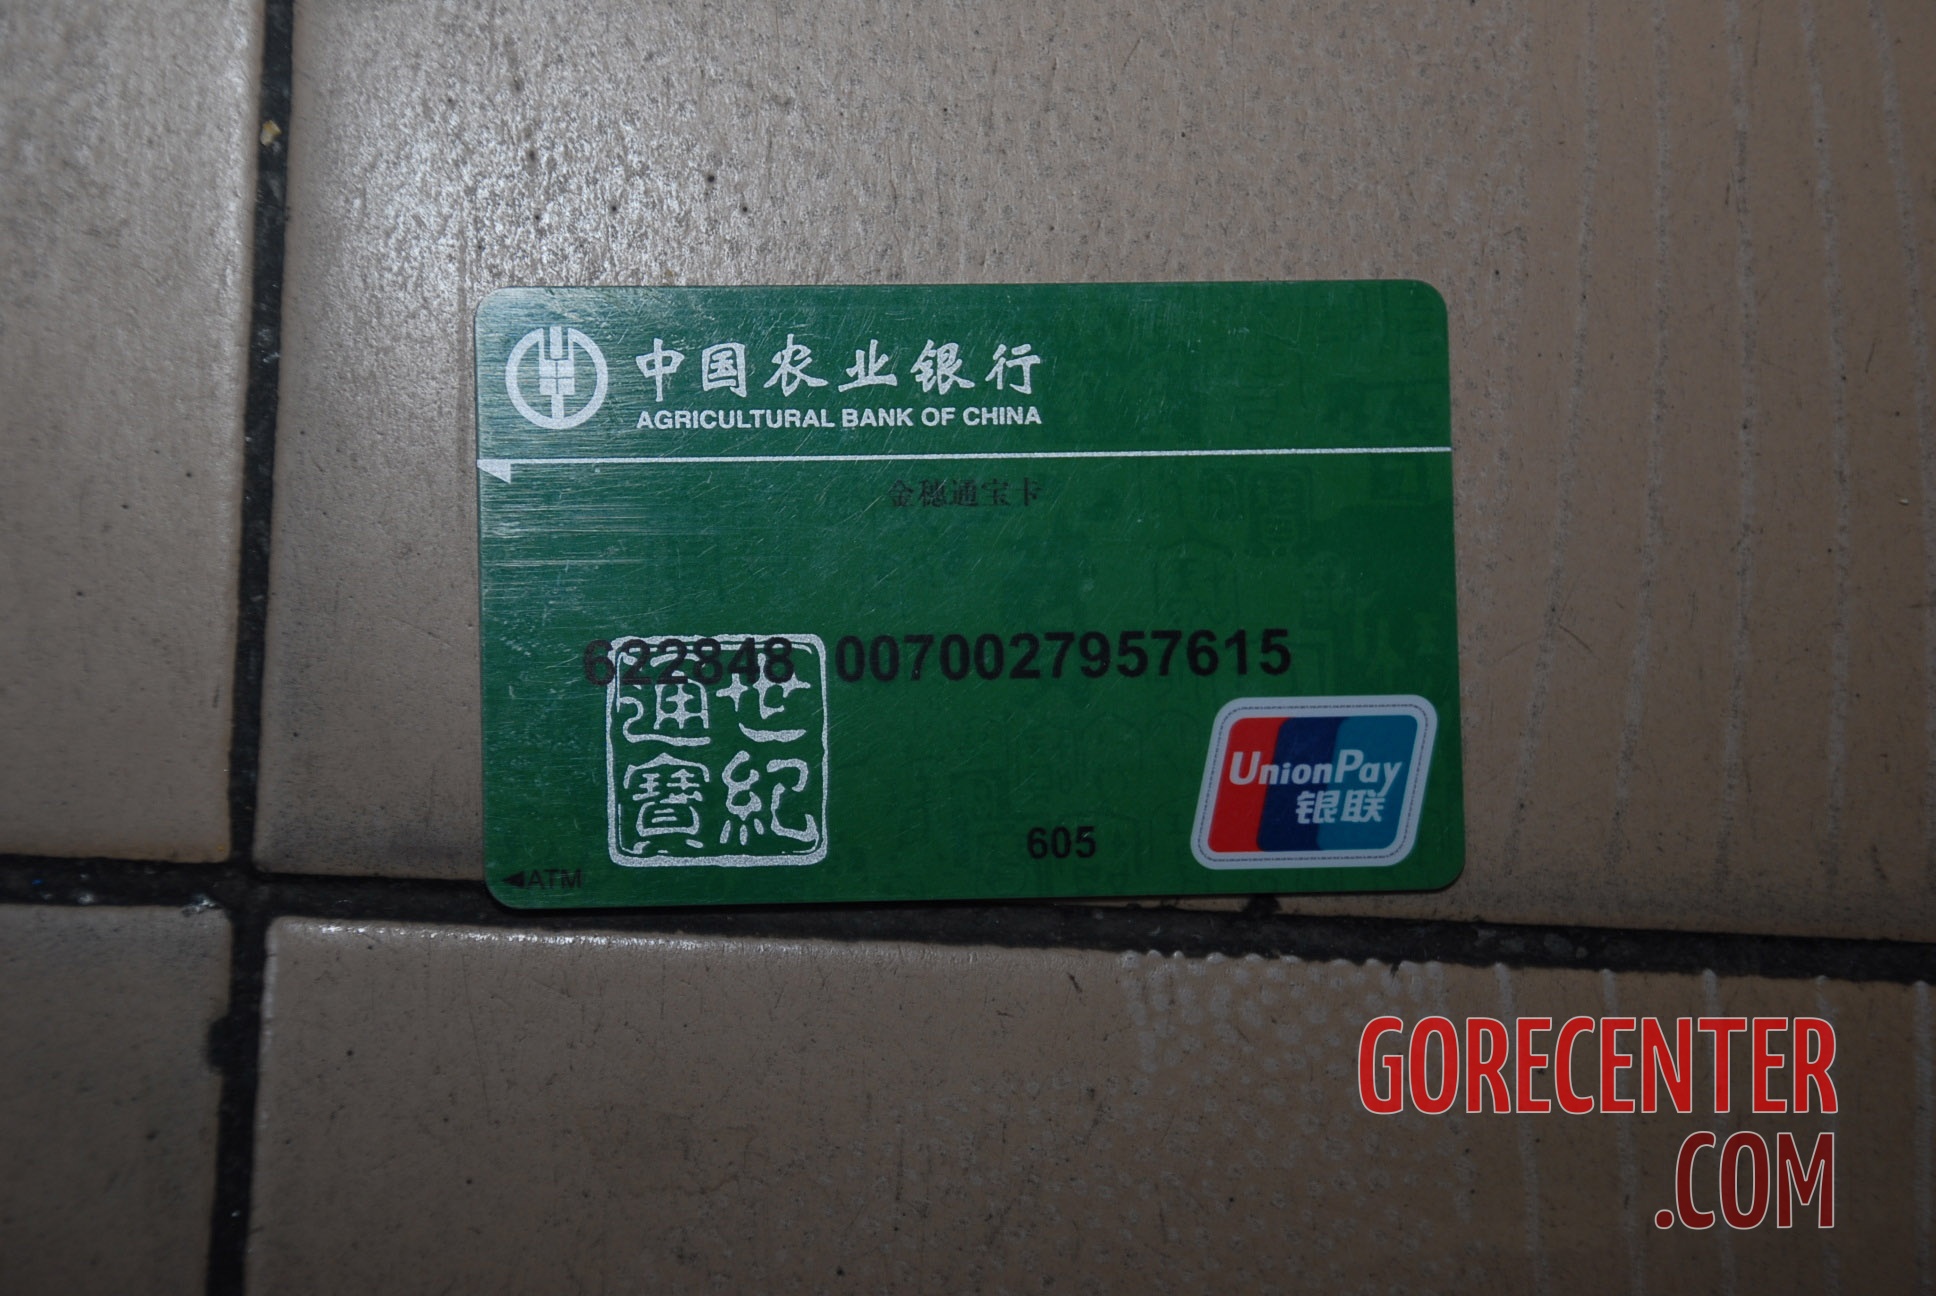 中国农业银行
AGRICULTURAL BANK OF CHINA
金穗通宝卡
622848 0070027957615
世紀
通寶
UnionPay
银联
605
ATM
GORECENTER
.COM